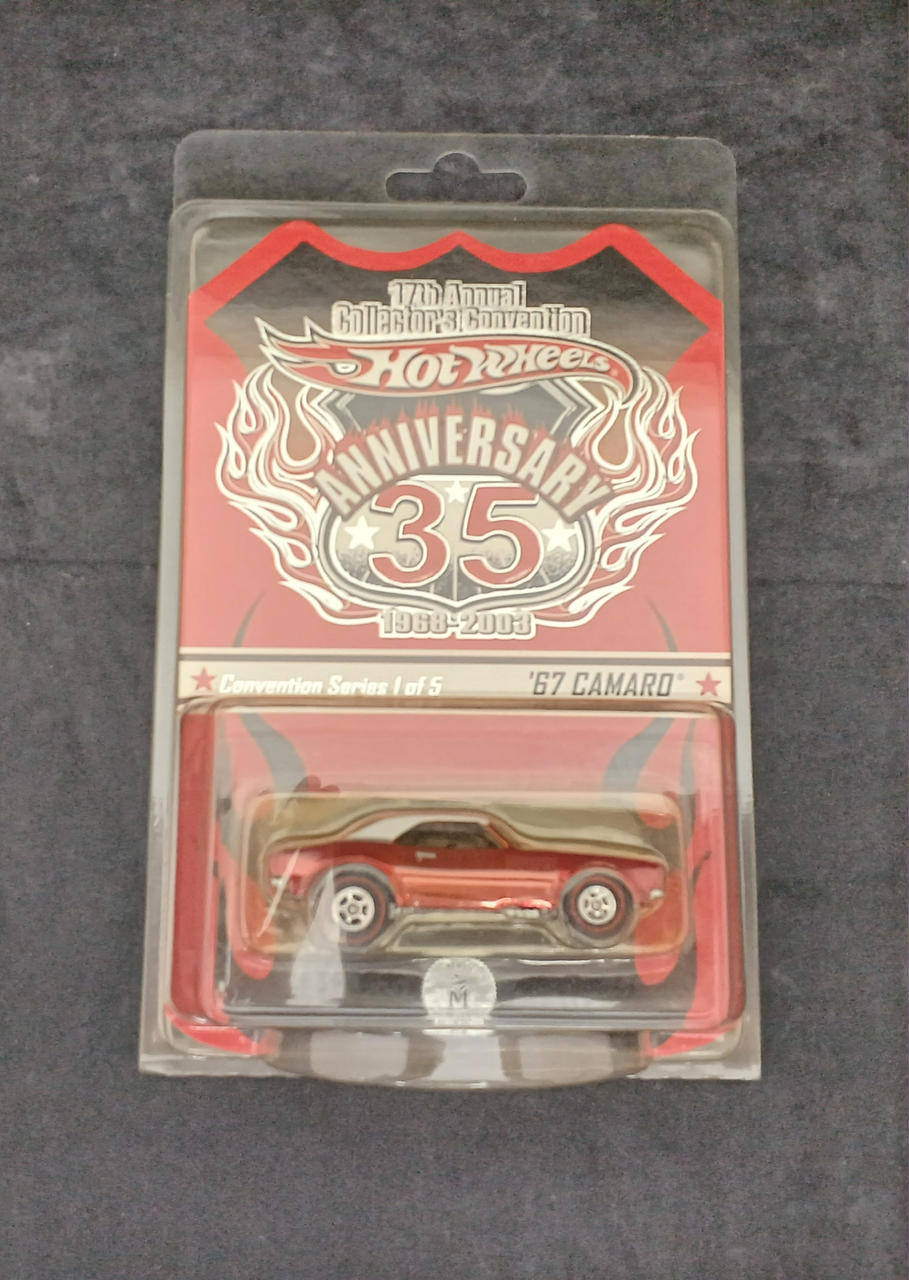 17th Annual
Collector's Convention
Hot Wheels®
ANNIVERSARY
35
1968-2003
Convention Series 1 of 5
'67 CAMARO®
M